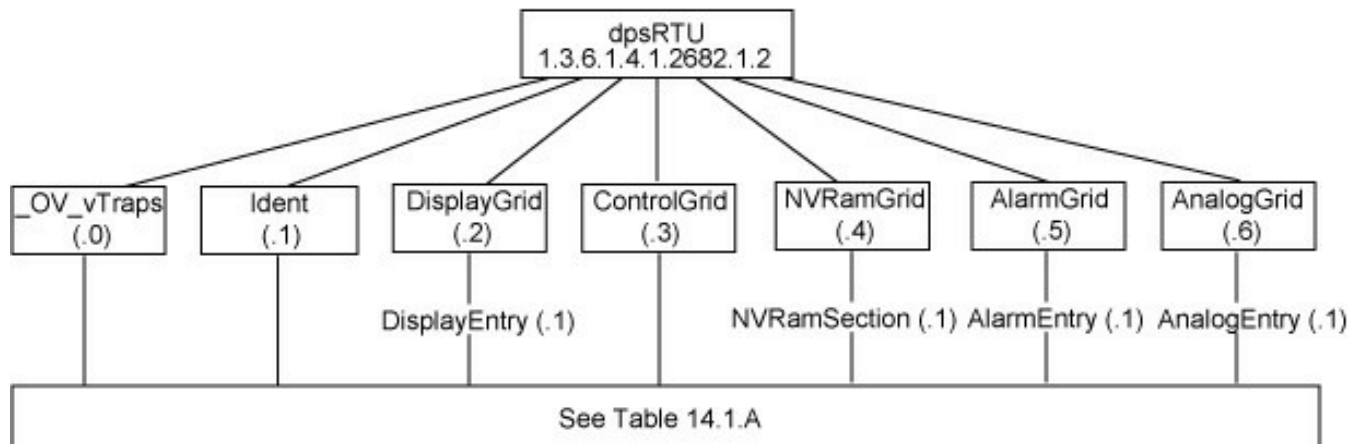 dpsRTU
1.3.6.1.4.1.2682.1.2
_OV_vTraps
(.0)
Ident
(.1)
DisplayGrid
(.2)
ControlGrid
(.3)
NVRamGrid
(.4)
AlarmGrid
(.5)
AnalogGrid
(.6)
DisplayEntry (.1)
NVRamSection (.1)
AlarmEntry (.1)
AnalogEntry (.1)
See Table 14.1.A